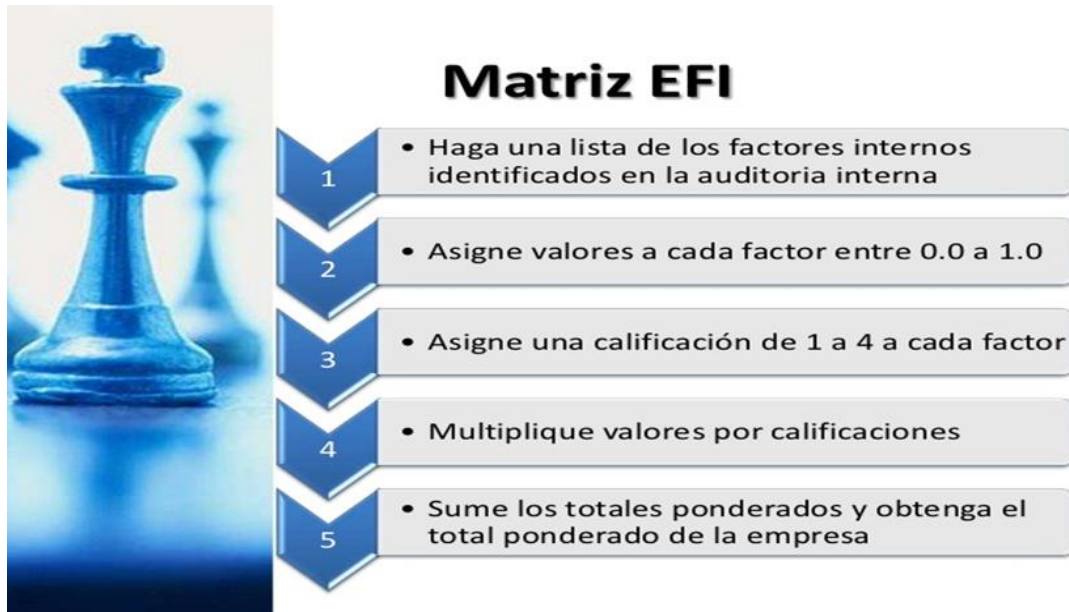 Matriz EFI
1
• Haga una lista de los factores internos
identificados en la auditoria interna
2
• Asigne valores a cada factor entre 0.0 a 1.0
3
• Asigne una calificación de 1 a 4 a cada factor
4
• Multiplique valores por calificaciones
5
• Sume los totales ponderados y obtenga el
total ponderado de la empresa